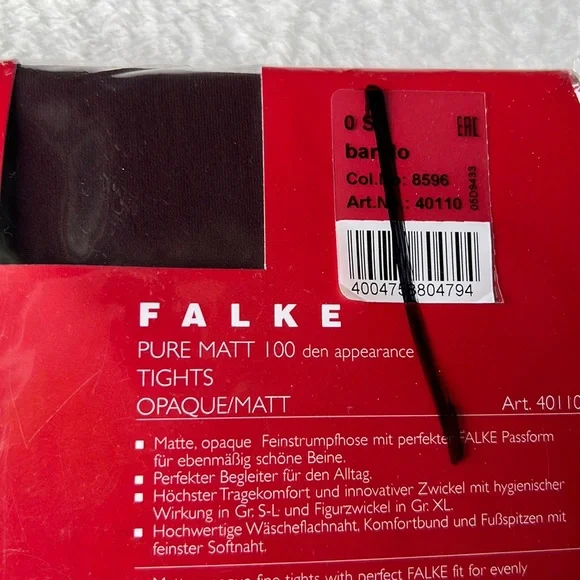 0 S
EAC
Col.No: 8596
Art.No.: 40110
05D9433
4004758804794
FALKE
PURE MATT 100 den appearance
TIGHTS
OPAQUE/MATT
Art. 40110
Matte, opaque Feinstrumpfhose mit perfekter FALKE Passform
für ebenmäßig schöne Beine.
Perfekter Begleiter für den Alltag.
Höchster Tragekomfort und innovativer Zwickel mit hygienischer
Wirkung in Gr. S-L und Figurzwickel in Gr. XL.
Hochwertige Wäscheflachnaht, Komfortbund und Fußspitzen mit
feinster Softnaht.
fine tights with perfect FALKE fit for evenly